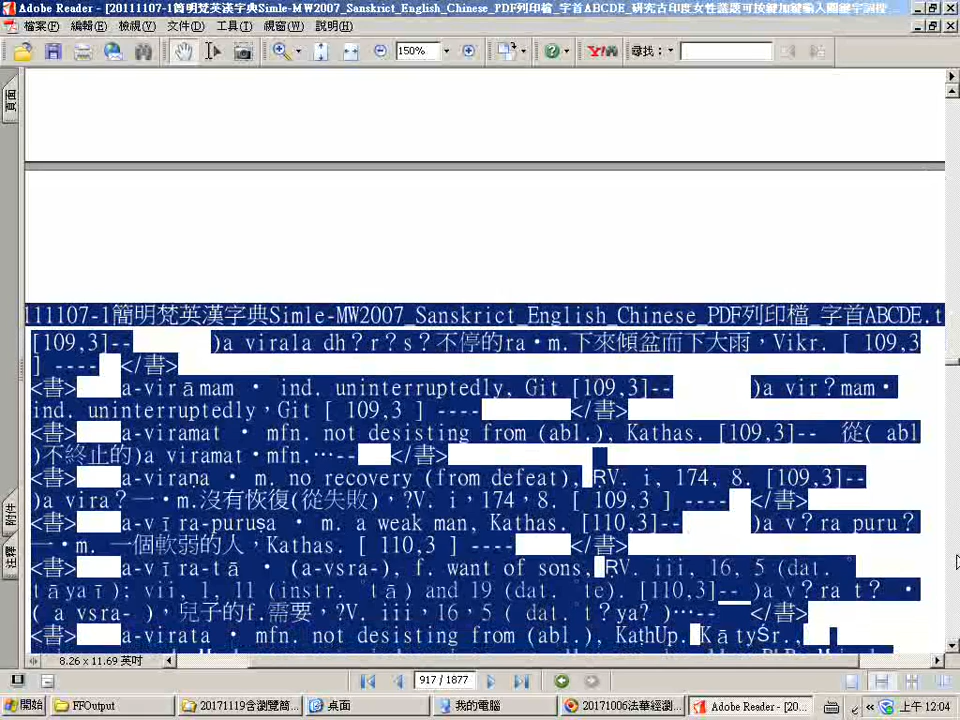 Adobe Reader - [20111107-1簡明梵英漢字典Simle-MW2007_Sanskrict_English_Chinese_PDF列印檔_字首ABCDE_研究古印度女性議題可按鍵加鍵輸入關鍵字詞
檔案(F) 編輯(E) 檢視(V) 文件(D) 工具(T) 視窗(W) 說明(H)
150% Y! 尋找:
頁面
111107-1簡明梵英漢字典Simle-MW2007_Sanskrict_English_Chinese_PDF列印檔_字首ABCDE.t
[109,3]-- )a virala dh?r?s?不停的ra‧m.下來傾盆而下大雨，Vikr. [ 109,3
] ---- </書>
<書> a-virāmam ‧ ind. uninterruptedly, Git [109,3]-- )a vir?mam‧
ind. uninterruptedly，Git [ 109,3 ] ---- </書>
<書> a-viramat ‧ mfn. not desisting from (abl.), Kathas. [109,3]-- 從( abl
)不終止的)a viramat‧mfn.…-- </書>
<書> a-viraṇa ‧ m. no recovery (from defeat), ṚV. i, 174, 8. [109,3]--
)a vira?一‧m.沒有恢復(從失敗)，?V. i，174，8. [ 109,3 ] ---- </書>
<書> a-vīra-puruṣa ‧ m. a weak man, Kathas. [110,3]-- )a v?ra puru?
一‧m. 一個軟弱的人，Kathas. [ 110,3 ] ---- </書>
<書> a-vīra-tā ‧ (a-vsra-), f. want of sons, ṚV. iii, 16, 5 (dat. °
tāyaī); vii, 1, 11 (instr. °tā) and 19 (dat. °te). [110,3]-- )a v?ra t? ‧
( a vsra- )，兒子的f.需要，?V. iii，16，5 ( dat. °t?ya? )…-- </書>
<書> a-virata ‧ mfn. not desisting from (abl.), KaṭhUp. KātyŚr.,
附件
注釋
8.26 x 11.69 英吋
917 / 1877
開始 FFOutput 20171119含瀏覽簡... 桌面 我的電腦 20171006法華經瀏... Adobe Reader - [20... 上午 12:04